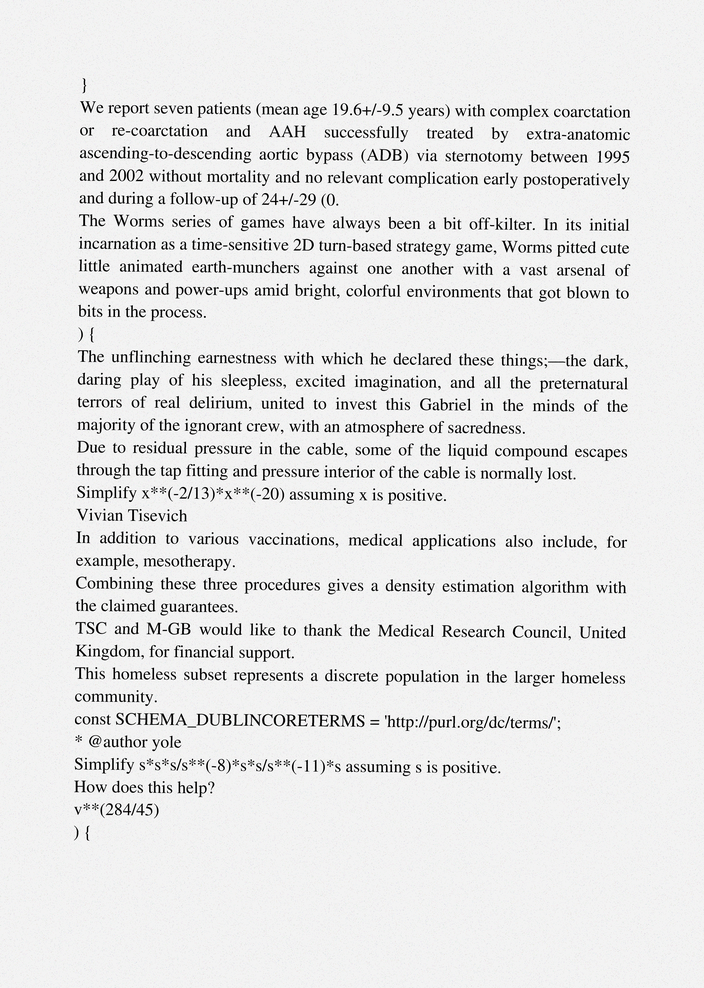 }
We report seven patients (mean age 19.6+/-9.5 years) with complex coarctation
or re-coarctation and AAH successfully treated by extra-anatomic
ascending-to-descending aortic bypass (ADB) via sternotomy between 1995
and 2002 without mortality and no relevant complication early postoperatively
and during a follow-up of 24+/-29 (0.
The Worms series of games have always been a bit off-kilter. In its initial
incarnation as a time-sensitive 2D turn-based strategy game, Worms pitted cute
little animated earth-munchers against one another with a vast arsenal of
weapons and power-ups amid bright, colorful environments that got blown to
bits in the process.
) {
The unflinching earnestness with which he declared these things;—the dark,
daring play of his sleepless, excited imagination, and all the preternatural
terrors of real delirium, united to invest this Gabriel in the minds of the
majority of the ignorant crew, with an atmosphere of sacredness.
Due to residual pressure in the cable, some of the liquid compound escapes
through the tap fitting and pressure interior of the cable is normally lost.
Simplify x**(-2/13)*x**(-20) assuming x is positive.
Vivian Tisevich
In addition to various vaccinations, medical applications also include, for
example, mesotherapy.
Combining these three procedures gives a density estimation algorithm with
the claimed guarantees.
TSC and M-GB would like to thank the Medical Research Council, United
Kingdom, for financial support.
This homeless subset represents a discrete population in the larger homeless
community.
const SCHEMA_DUBLINCORETERMS = 'http://purl.org/dc/terms/';
* @author yole
Simplify s*s*s/s**(-8)*s*s/s**(-11)*s assuming s is positive.
How does this help?
v**(284/45)
) {